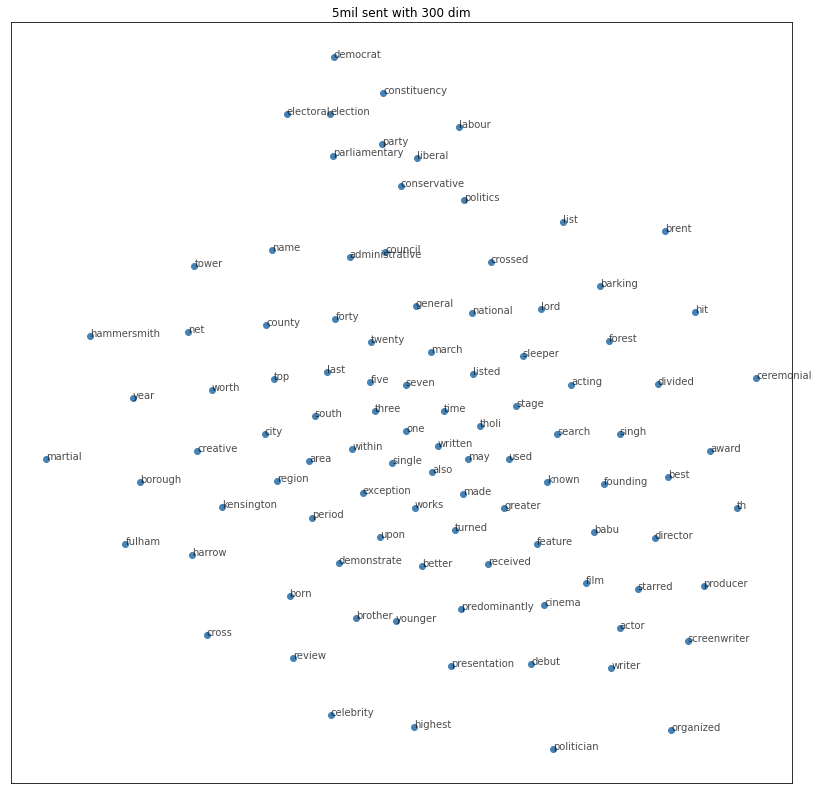 5mil sent with 300 dim
democrat
constituency
electoral
election
labour
party
parliamentary
liberal
conservative
politics
list
brent
name
council
administrative
tower
crossed
barking
general
national
lord
hit
forty
county
net
hammersmith
twenty
forest
march
sleeper
last
listed
top
five
seven
acting
divided
ceremonial
worth
year
stage
three
time
south
tholi
one
city
search
singh
written
within
creative
award
martial
area
single
may
used
also
best
region
borough
known
founding
exception
made
kensington
works
greater
th
period
turned
babu
upon
director
fulham
feature
harrow
demonstrate
better
received
film
starred
producer
born
cinema
predominantly
brother
younger
actor
cross
screenwriter
review
presentation
debut
writer
celebrity
highest
organized
politician